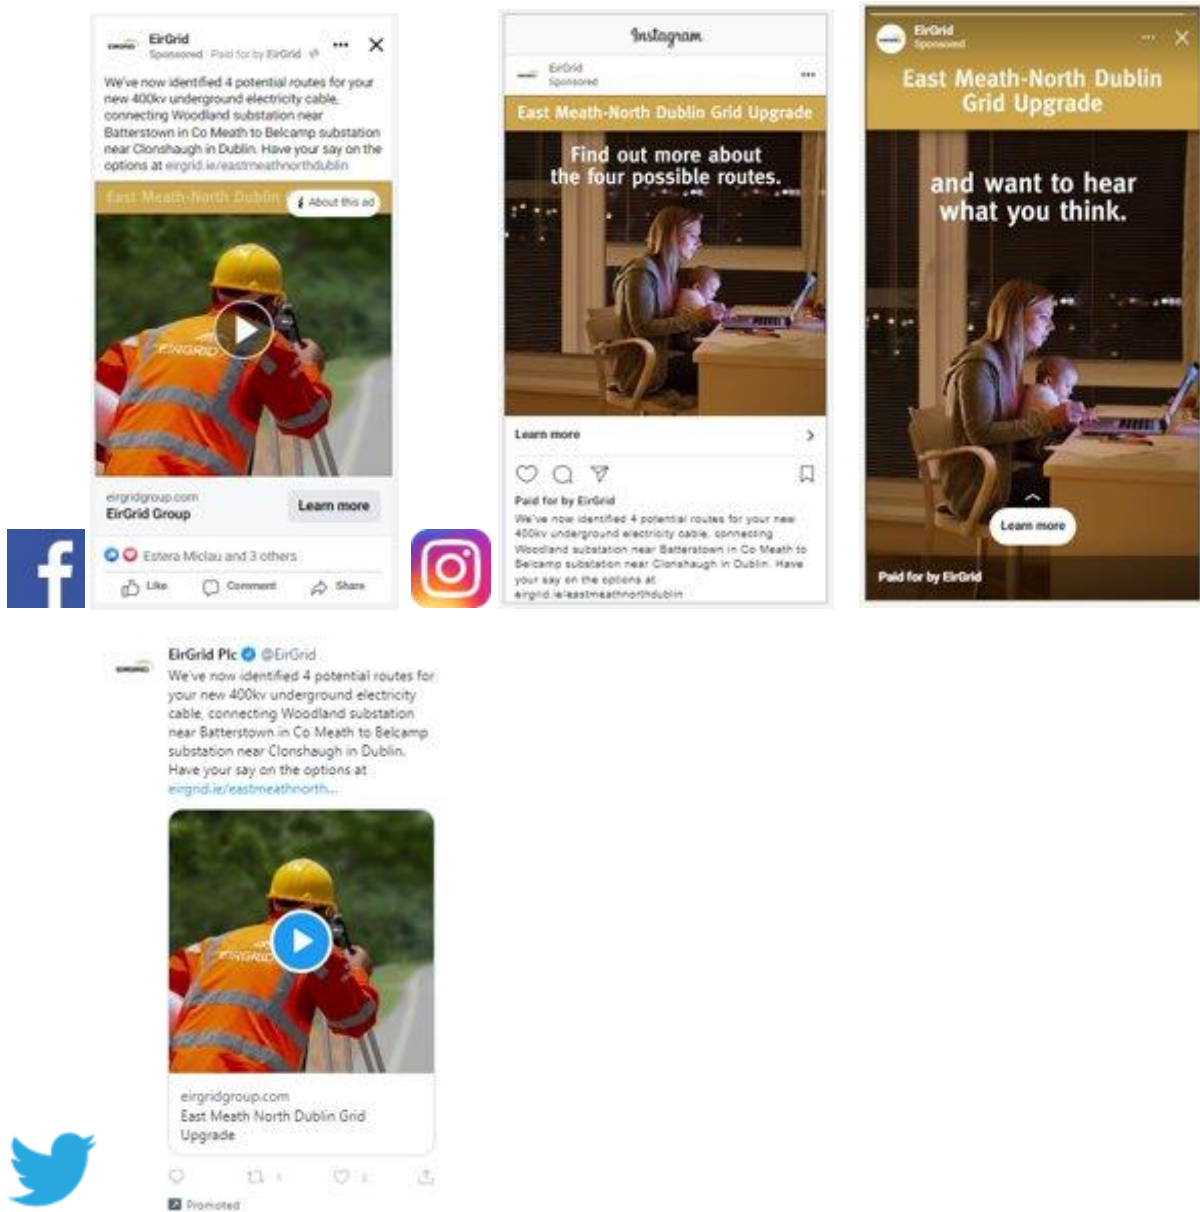 EirGrid
Sponsored · Paid for by EirGrid
We've now identified 4 potential routes for your
new 400kv underground electricity cable,
connecting Woodland substation near
Batterstown in Co Meath to Belcamp substation
near Clonshaugh in Dublin. Have your say on the
options at eirgrid.ie/eastmeathnorthdublin
East Meath-North Dublin
About this ad
EIRGRID
eirgridgroup.com
EirGrid Group
Learn more
Estera Miclau and 3 others
Like Comment Share
Instagram
EirGrid
Sponsored
East Meath-North Dublin Grid Upgrade
Find out more about
the four possible routes.
Learn more
Paid for by EirGrid
We've now identified 4 potential routes for your new
400kv underground electricity cable, connecting
Woodland substation near Batterstown in Co Meath to
Belcamp substation near Clonshaugh in Dublin. Have
your say on the options at
eirgrid.ie/eastmeathnorthdublin
EirGrid
Sponsored
East Meath-North Dublin
Grid Upgrade
and want to hear
what you think.
Learn more
Paid for by EirGrid
EirGrid Plc @EirGrid
We've now identified 4 potential routes for
your new 400kv underground electricity
cable, connecting Woodland substation
near Batterstown in Co Meath to Belcamp
substation near Clonshaugh in Dublin.
Have your say on the options at
eirgrid.ie/eastmeathnorth...
EIRGRID
eirgridgroup.com
East Meath North Dublin Grid
Upgrade
Promoted